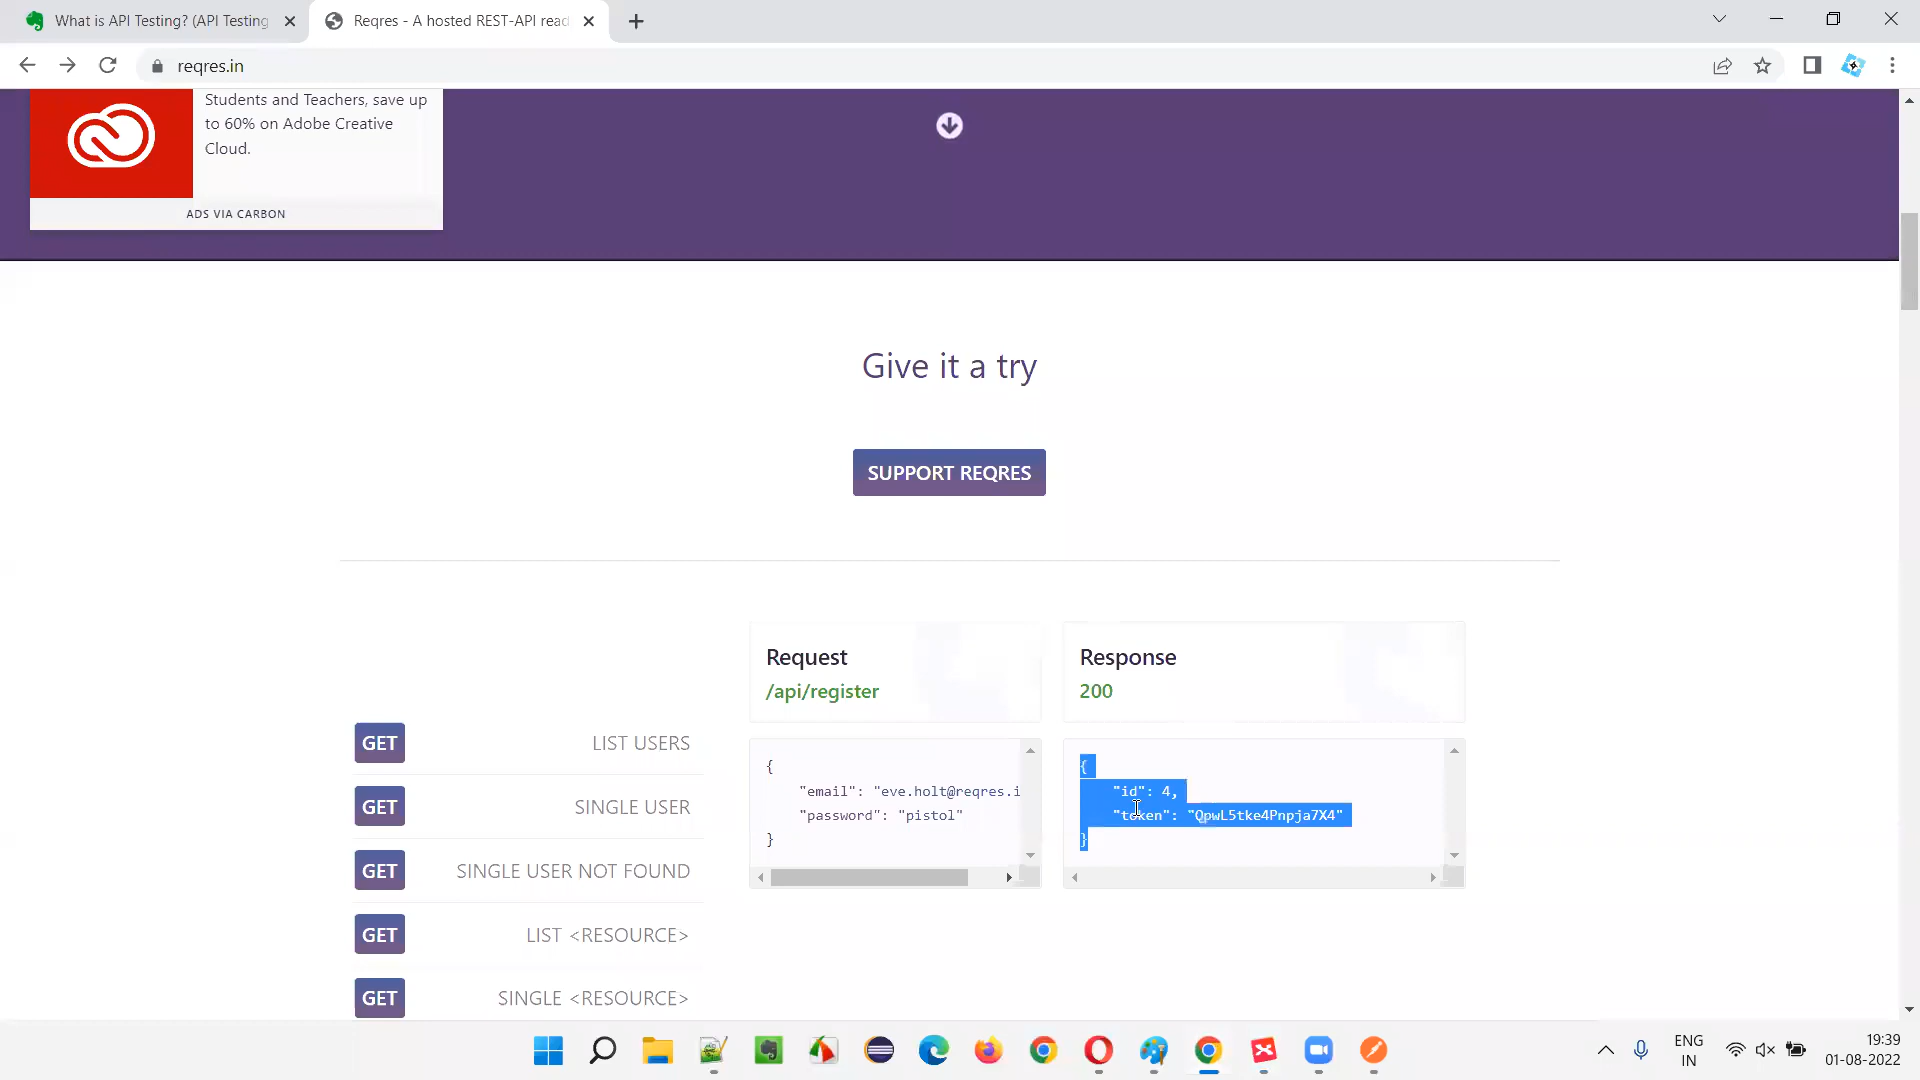 What is API Testing? (API Testing
Reqres - A hosted REST-API read
reqres.in
Students and Teachers, save up
to 60% on Adobe Creative
Cloud.
ADS VIA CARBON
Give it a try
SUPPORT REQRES
Request
/api/register
Response
200
GET LIST USERS
GET SINGLE USER
GET SINGLE USER NOT FOUND
GET LIST <RESOURCE>
GET SINGLE <RESOURCE>
{
"email": "eve.holt@reqres.i
"password": "pistol"
}
{
"id": 4,
"token": "QpwL5tke4Pnpja7X4"
}
ENG
IN
19:39
01-08-2022